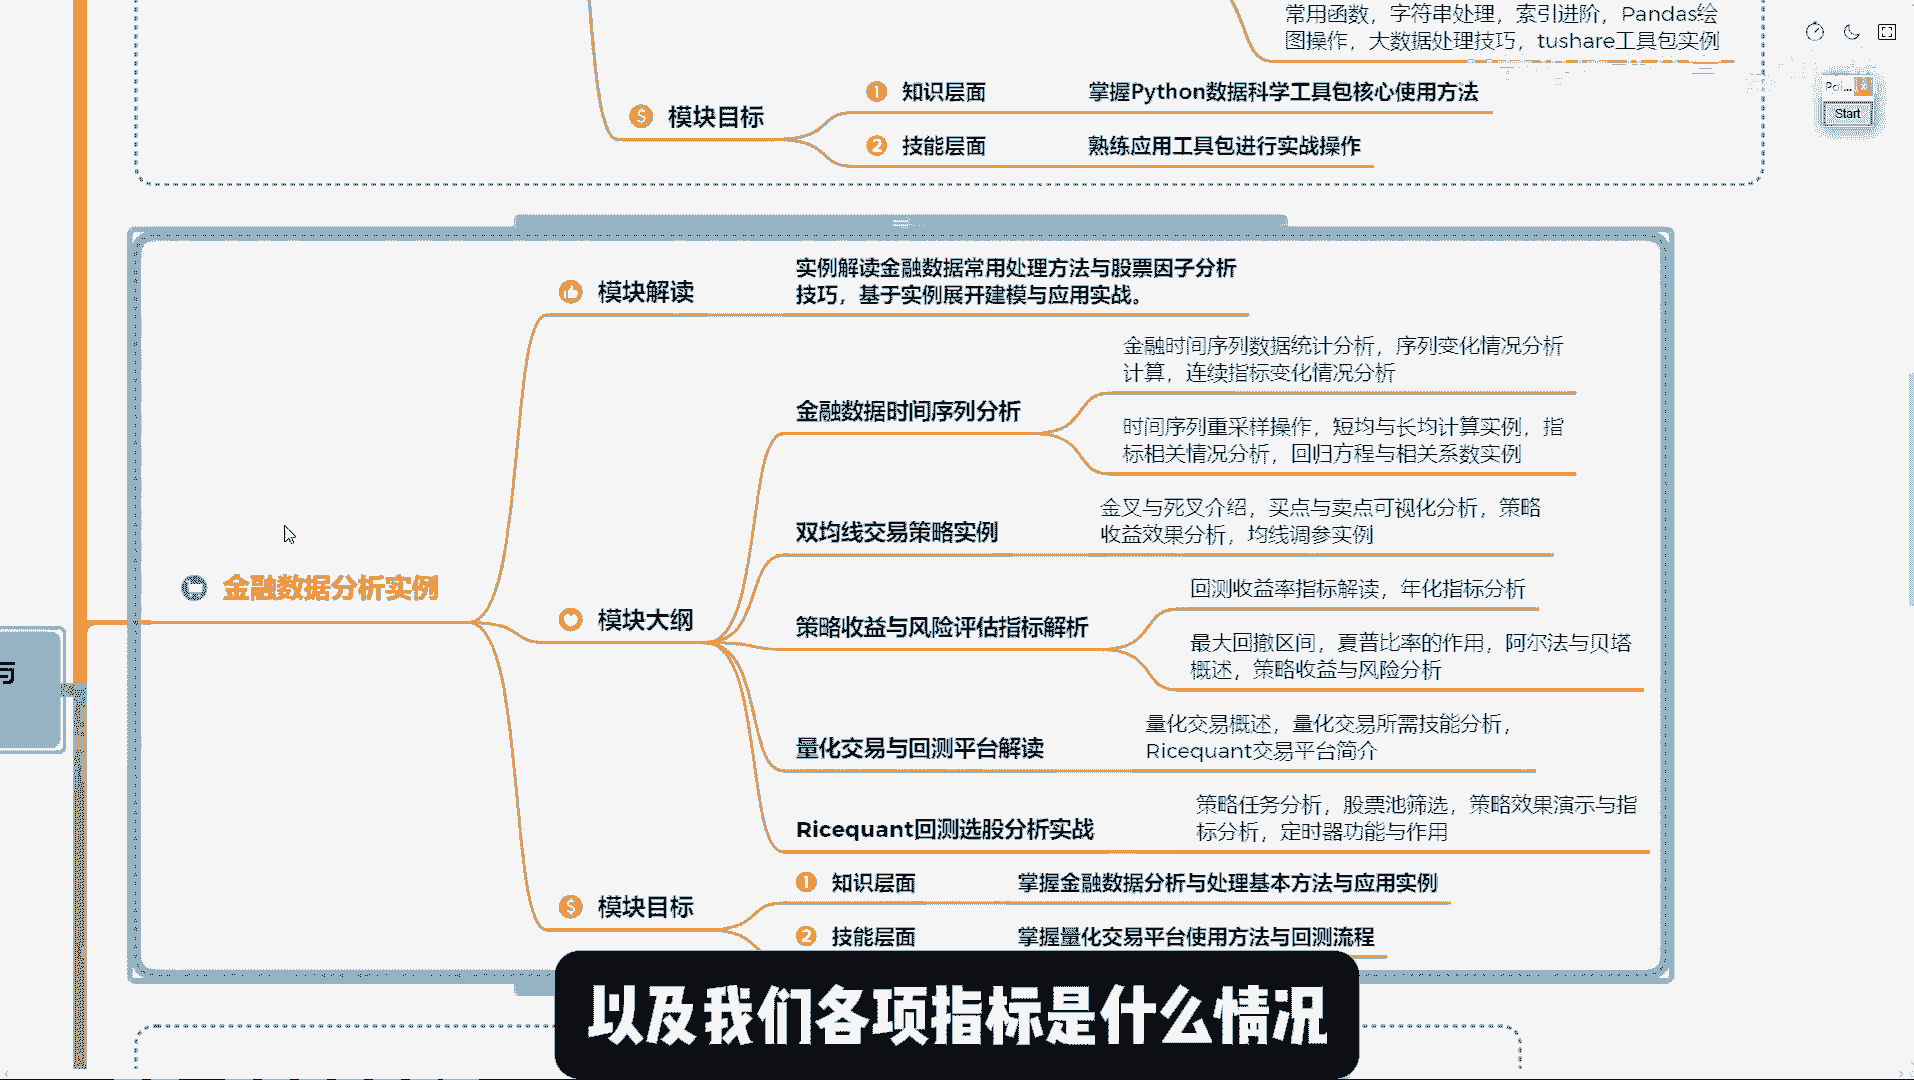 常用函数，字符串处理，索引进阶，Pandas绘
图操作，大数据处理技巧，tushare工具包实例
模块目标
1 知识层面 掌握Python数据科学工具包核心使用方法
2 技能层面 熟练应用工具包进行实战操作
Poi...
Start
模块解读
实例解读金融数据常用处理方法与股票因子分析
技巧，基于实例展开建模与应用实战。
金融数据分析实例
模块大纲
金融数据时间序列分析
金融时间序列数据统计分析，序列变化情况分析
计算，连续指标变化情况分析
时间序列重采样操作，短均与长均计算实例，指
标相关情况分析，回归方程与相关系数实例
双均线交易策略实例
金叉与死叉介绍，买点与卖点可视化分析，策略
收益效果分析，均线调参实例
策略收益与风险评估指标解析
回测收益率指标解读，年化指标分析
最大回撤区间，夏普比率的作用，阿尔法与贝塔
概述，策略收益与风险分析
量化交易与回测平台解读
量化交易概述，量化交易所需技能分析，
Ricequant交易平台简介
Ricequant回测选股分析实战
策略任务分析，股票池筛选，策略效果演示与指
标分析，定时器功能与作用
模块目标
1 知识层面 掌握金融数据分析与处理基本方法与应用实例
2 技能层面 掌握量化交易平台使用方法与回测流程
与
以及我们各项指标是什么情况